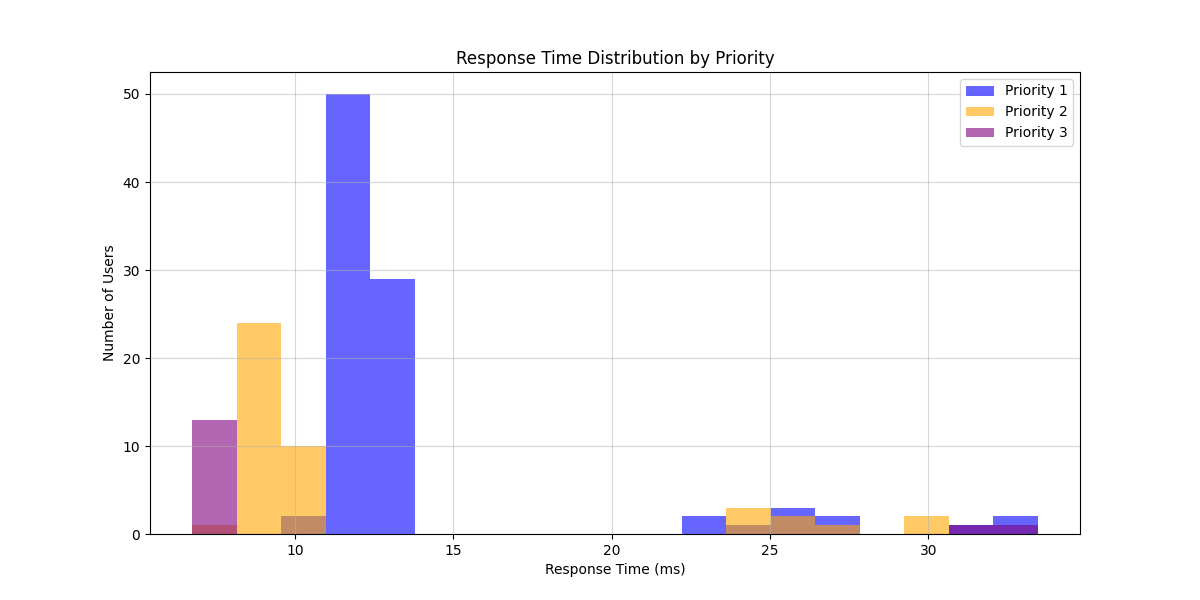 Response Time Distribution by Priority
Priority 1
Priority 2
Priority 3
50
40
30
20
10
0
Number of Users
10 15 20 25 30
Response Time (ms)